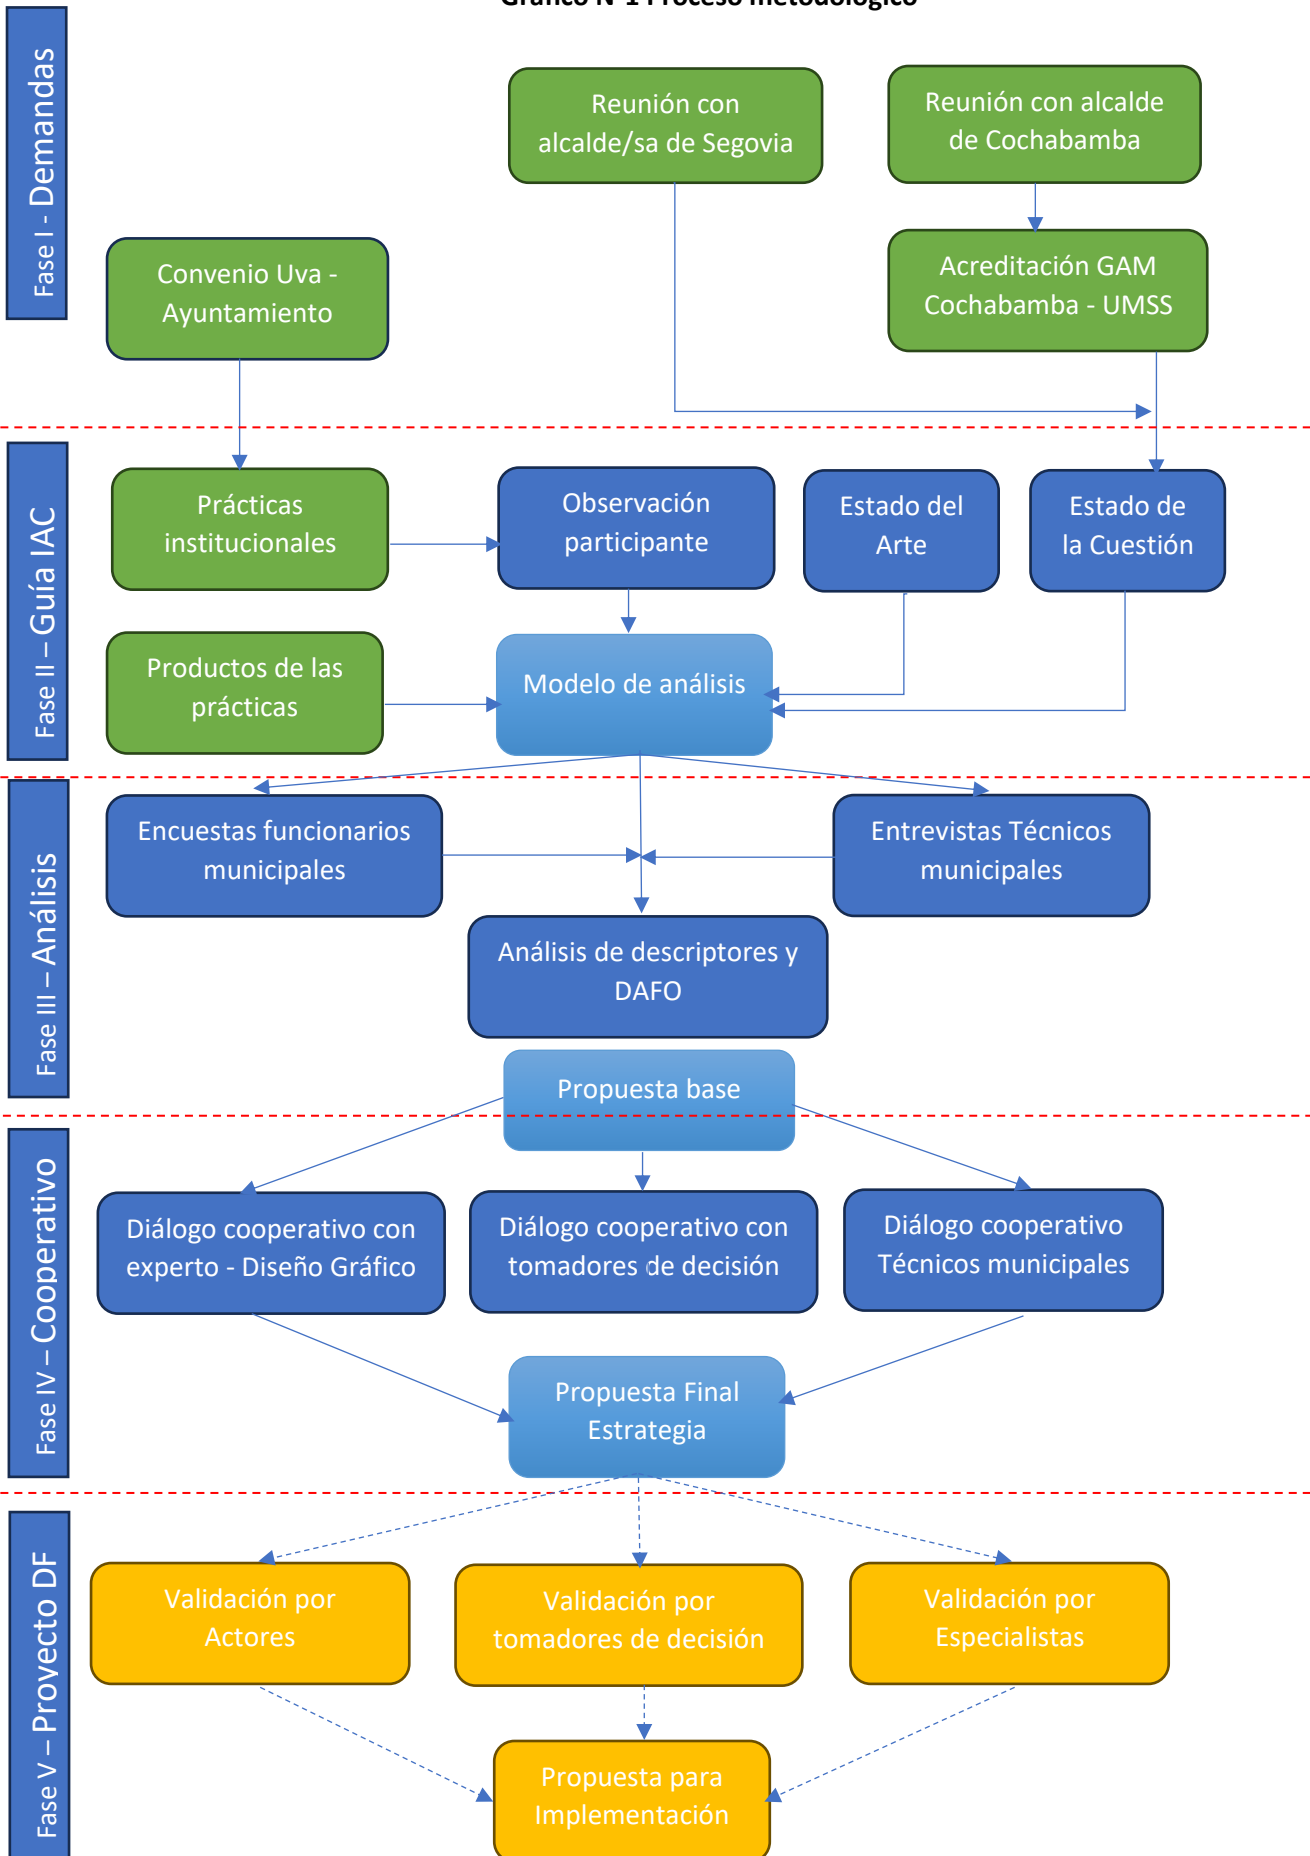 Gráfico N°1 Proceso metodológico
Fase I - Demandas
Reunión con
alcalde/sa de Segovia
Reunión con alcalde
de Cochabamba
Convenio Uva -
Ayuntamiento
Acreditación GAM
Cochabamba - UMSS
Fase II – Guía IAC
Prácticas
institucionales
Observación
participante
Estado del
Arte
Estado de
la Cuestión
Productos de las
prácticas
Modelo de análisis
Fase III – Análisis
Encuestas funcionarios
municipales
Entrevistas Técnicos
municipales
Análisis de descriptores y
DAFO
Propuesta base
Fase IV – Cooperativo
Diálogo cooperativo con
experto - Diseño Gráfico
Diálogo cooperativo con
tomadores de decisión
Diálogo cooperativo
Técnicos municipales
Propuesta Final
Estrategia
Fase V – Proyecto DF
Validación por
Actores
Validación por
tomadores de decisión
Validación por
Especialistas
Propuesta para
Implementación